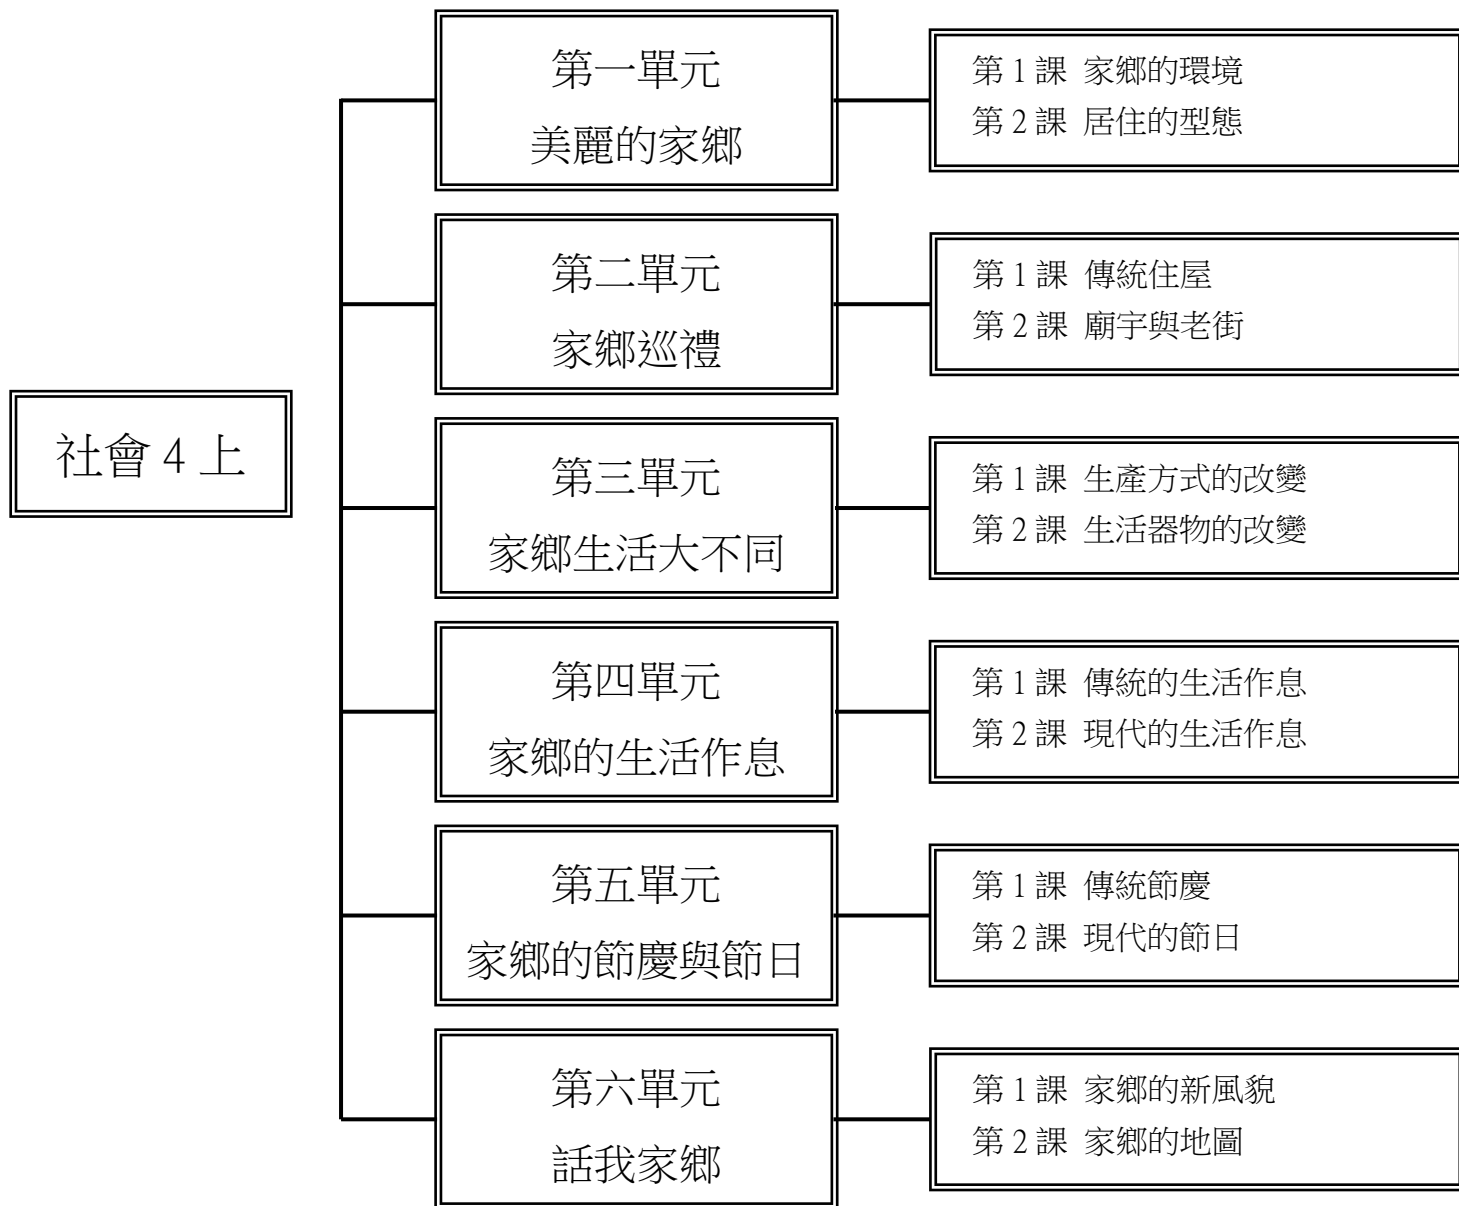 社會 4 上
第一單元
美麗的家鄉
第 1 課 家鄉的環境
第 2 課 居住的型態
第二單元
家鄉巡禮
第 1 課 傳統住屋
第 2 課 廟宇與老街
第三單元
家鄉生活大不同
第 1 課 生產方式的改變
第 2 課 生活器物的改變
第四單元
家鄉的生活作息
第 1 課 傳統的生活作息
第 2 課 現代的生活作息
第五單元
家鄉的節慶與節日
第 1 課 傳統節慶
第 2 課 現代的節日
第六單元
話我家鄉
第 1 課 家鄉的新風貌
第 2 課 家鄉的地圖